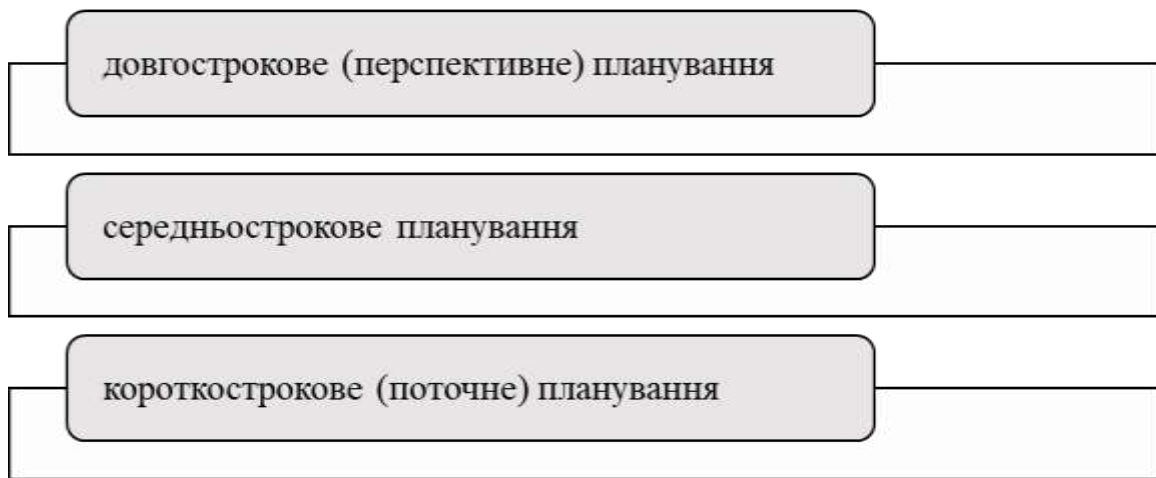 довгострокове (перспективне) планування
середньострокове планування
короткострокове (поточне) планування